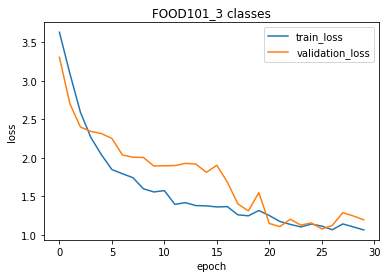 FOOD101_3 classes
train_loss
validation_loss
3.5
3.0
2.5
2.0
1.5
1.0
loss
0 5 10 15 20 25 30
epoch